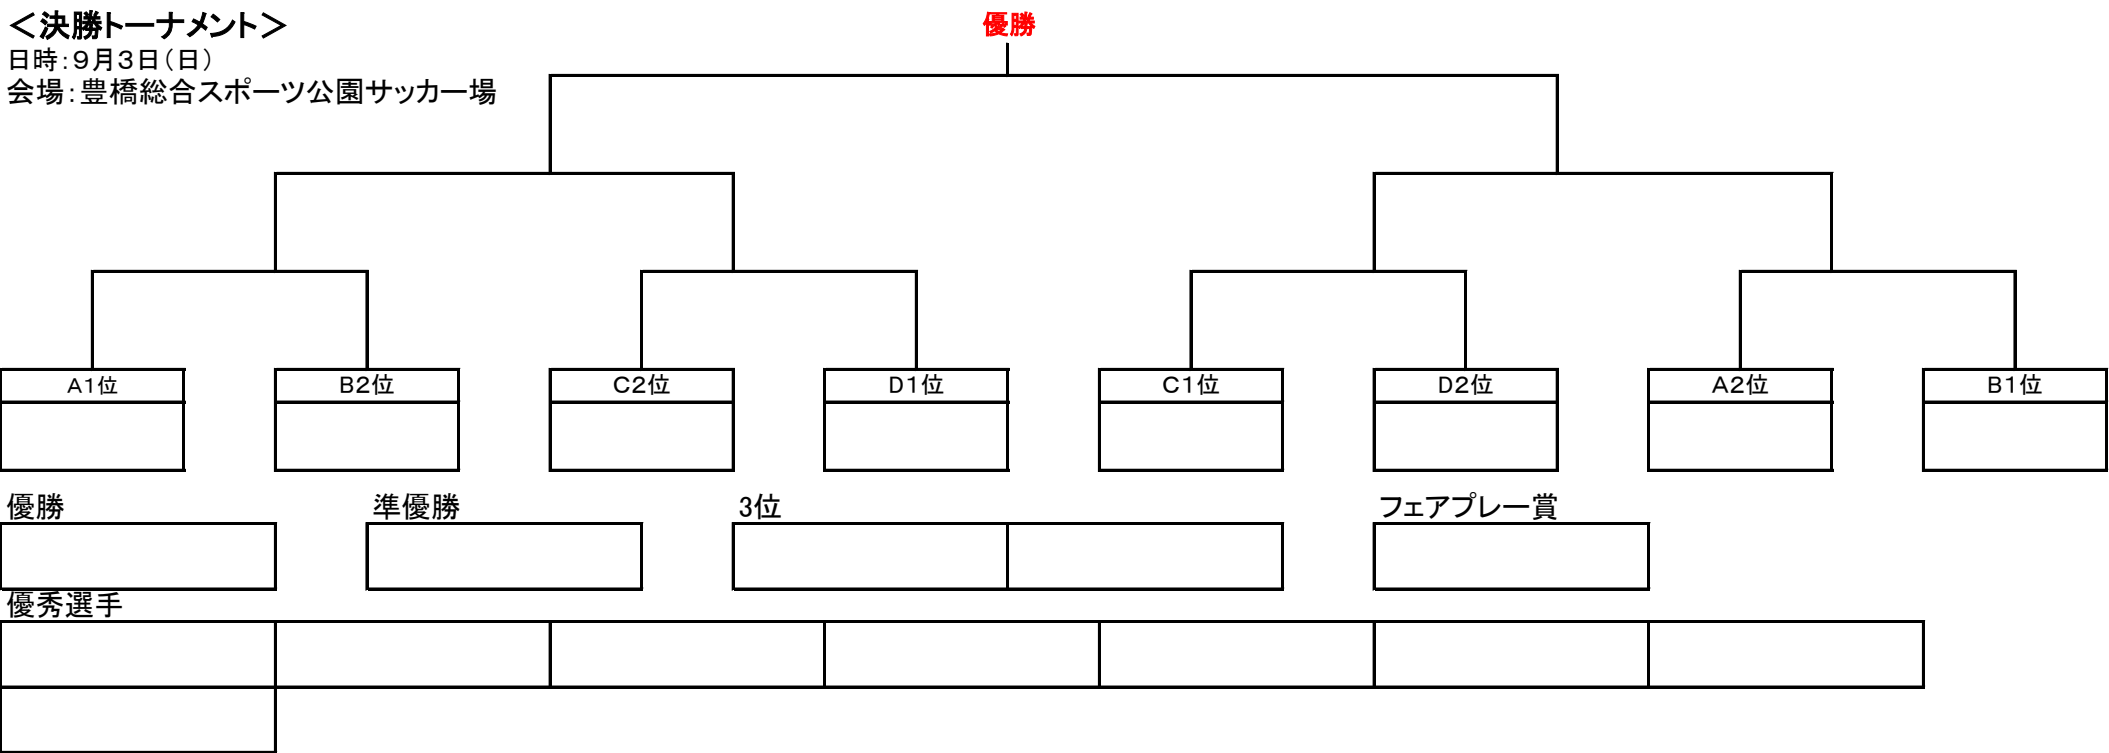 ＜決勝トーナメント＞
優勝
日時：９月３日（日）
会場：豊橋総合スポーツ公園サッカー場
A１位 B２位 C２位 D１位 C１位 D２位 A２位 B１位
優勝 準優勝 3位 フェアプレー賞
優秀選手